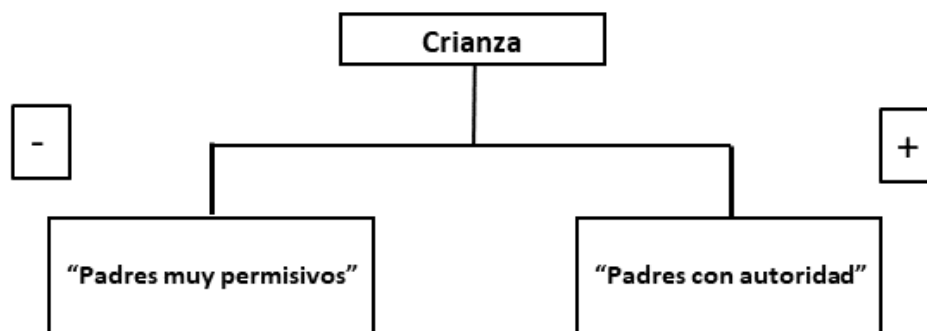 Crianza
-
+
“Padres muy permisivos”
“Padres con autoridad”